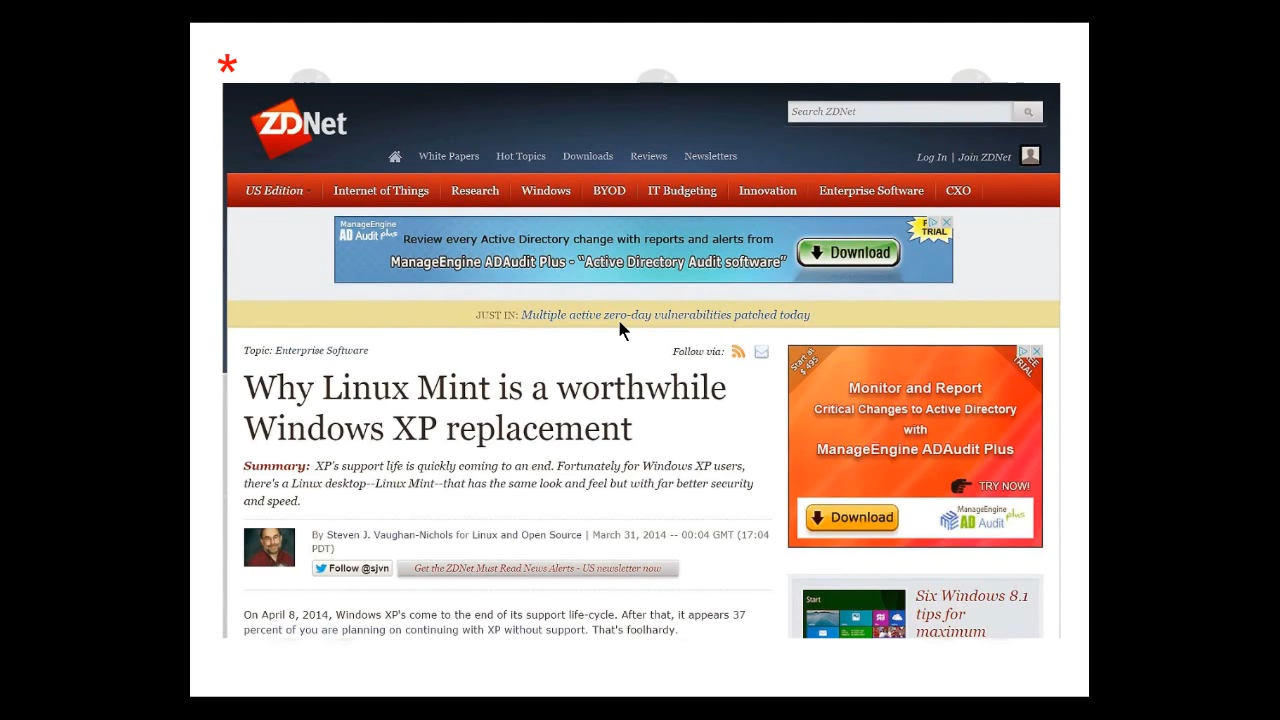 *
ZDNet
Search ZDNet
White Papers Hot Topics Downloads Reviews Newsletters
Log In | Join ZDNet
US Edition Internet of Things Research Windows BYOD IT Budgeting Innovation Enterprise Software CXO
ManageEngine
AD Audit plus
Review every Active Directory change with reports and alerts from
ManageEngine ADAudit Plus - “Active Directory Audit software”
Download
TRIAL
JUST IN: Multiple active zero-day vulnerabilities patched today
Topic: Enterprise Software
Follow via:
Why Linux Mint is a worthwhile
Windows XP replacement
Summary: XP's support life is quickly coming to an end. Fortunately for Windows XP users,
there's a Linux desktop--Linux Mint--that has the same look and feel but with far better security
and speed.
By Steven J. Vaughan-Nichols for Linux and Open Source | March 31, 2014 -- 00:04 GMT (17:04
PDT)
Follow @sjvn
Get the ZDNet Must Read News Alerts - US newsletter now
On April 8, 2014, Windows XP's come to the end of its support life-cycle. After that, it appears 37
percent of you are planning on continuing with XP without support. That's foolhardy.
Start at
$ 495
TRIAL
Monitor and Report
Critical Changes to Active Directory
with
ManageEngine ADAudit Plus
TRY NOW!
Download
ManageEngine
AD Audit plus
Start
Six Windows 8.1
tips for
maximum